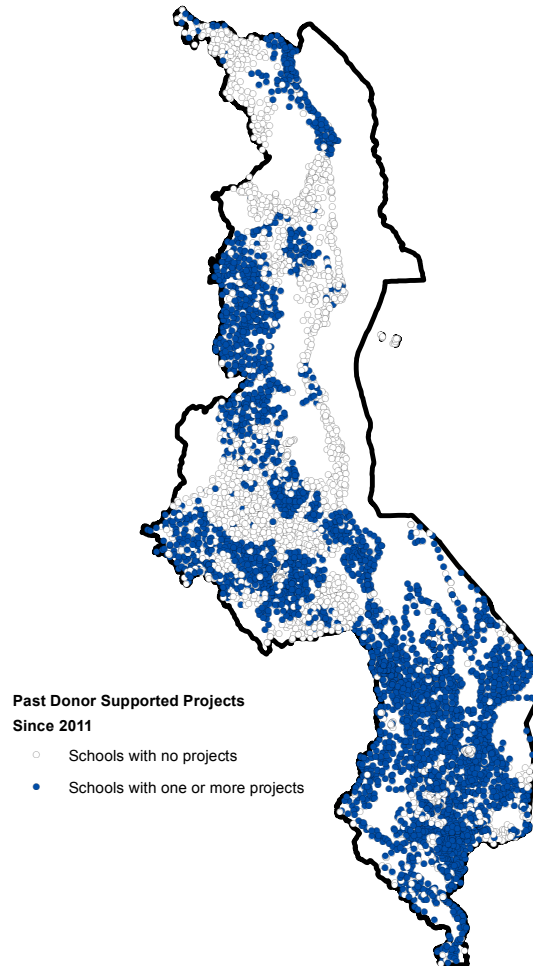 Past Donor Supported Projects
Since 2011
Schools with no projects
Schools with one or more projects